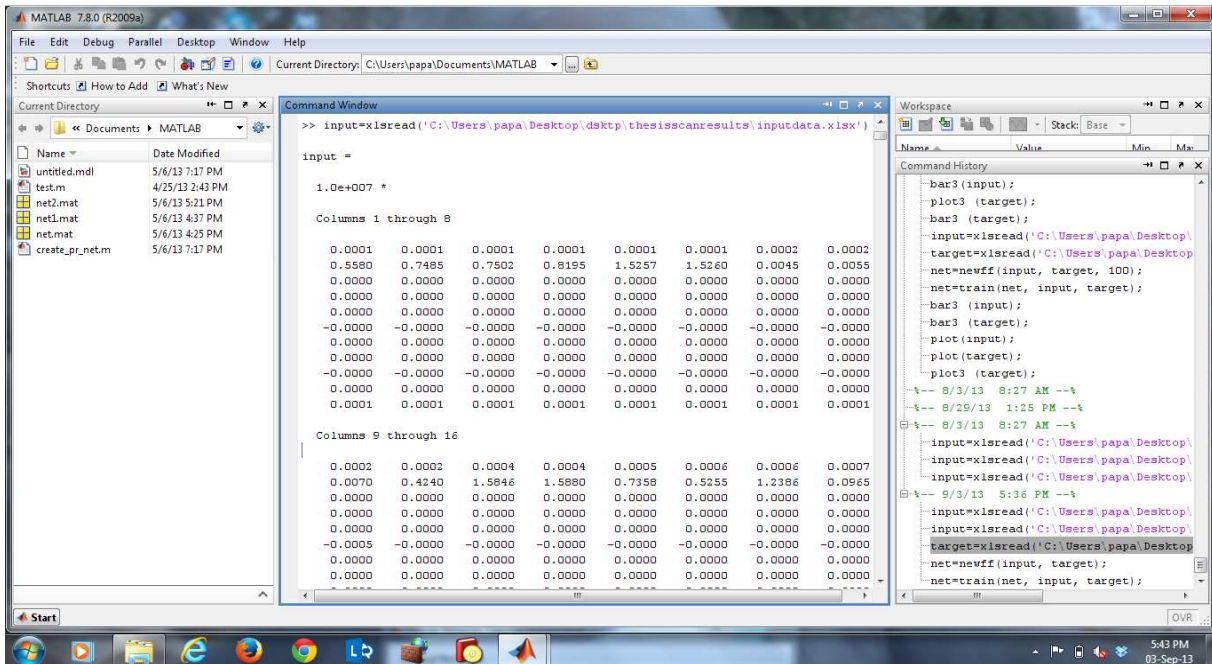 MATLAB 7.8.0 (R2009a)
File Edit Debug Parallel Desktop Window Help
Current Directory: C:\Users\papa\Documents\MATLAB
Shortcuts How to Add What's New
Current Directory
« Documents MATLAB
Name Date Modified
untitled.mdl 5/6/13 7:17 PM
test.m 4/25/13 2:43 PM
net2.mat 5/6/13 5:21 PM
net1.mat 5/6/13 4:37 PM
net.mat 5/6/13 4:25 PM
create_pr_net.m 5/6/13 7:17 PM
Command Window
>> input=xlsread('C:\Users\papa\Desktop\dsktp\thesisscanresults\inputdata.xlsx')
input =
1.0e+007 *
Columns 1 through 8
0.0001 0.0001 0.0001 0.0001 0.0001 0.0001 0.0002 0.0002
0.5580 0.7485 0.7502 0.8195 1.5257 1.5260 0.0045 0.0055
0.0000 0.0000 0.0000 0.0000 0.0000 0.0000 0.0000 0.0000
0.0000 0.0000 0.0000 0.0000 0.0000 0.0000 0.0000 0.0000
0.0000 0.0000 0.0000 0.0000 0.0000 0.0000 0.0000 0.0000
-0.0000 -0.0000 -0.0000 -0.0000 -0.0000 -0.0000 -0.0000 -0.0000
0.0000 0.0000 0.0000 0.0000 0.0000 0.0000 0.0000 0.0000
-0.0000 -0.0000 -0.0000 -0.0000 -0.0000 -0.0000 -0.0000 -0.0000
0.0000 0.0000 0.0000 0.0000 0.0000 0.0000 0.0000 0.0000
0.0001 0.0001 0.0001 0.0001 0.0001 0.0001 0.0001 0.0001
Columns 9 through 16
0.0002 0.0002 0.0004 0.0004 0.0005 0.0006 0.0006 0.0007
0.0070 0.4240 1.5846 1.5880 0.7358 0.5255 1.2386 0.0965
0.0000 0.0000 0.0000 0.0000 0.0000 0.0000 0.0000 0.0000
0.0000 0.0000 0.0000 0.0000 0.0000 0.0000 0.0000 0.0000
0.0000 0.0000 0.0000 0.0000 0.0000 0.0000 0.0000 0.0000
-0.0005 -0.0000 -0.0000 -0.0000 -0.0000 -0.0000 -0.0000 -0.0000
0.0000 0.0000 0.0000 0.0000 0.0000 0.0000 0.0000 0.0000
0.0000 0.0000 0.0000 0.0000 0.0000 0.0000 0.0000 0.0000
Workspace
Stack: Base
Name Value Min Max
Command History
bar3(input);
plot3 (target);
bar3 (target);
input=xlsread('C:\Users\papa\Desktop\
target=xlsread('C:\Users\papa\Desktop
net=newff(input, target, 100);
net=train(net, input, target);
bar3 (input);
bar3 (target);
plot(input);
plot(target);
plot3 (target);
%-- 8/3/13 8:27 AM --%
%-- 8/29/13 1:25 PM --%
%-- 8/3/13 8:27 AM --%
input=xlsread('C:\Users\papa\Desktop\
input=xlsread('C:\Users\papa\Desktop\
input=xlsread('C:\Users\papa\Desktop\
%-- 9/3/13 5:36 PM --%
input=xlsread('C:\Users\papa\Desktop\
input=xlsread('C:\Users\papa\Desktop\
target=xlsread('C:\Users\papa\Desktop
net=newff(input, target);
net=train(net, input, target);
Start
OVR
5:43 PM
03-Sep-13